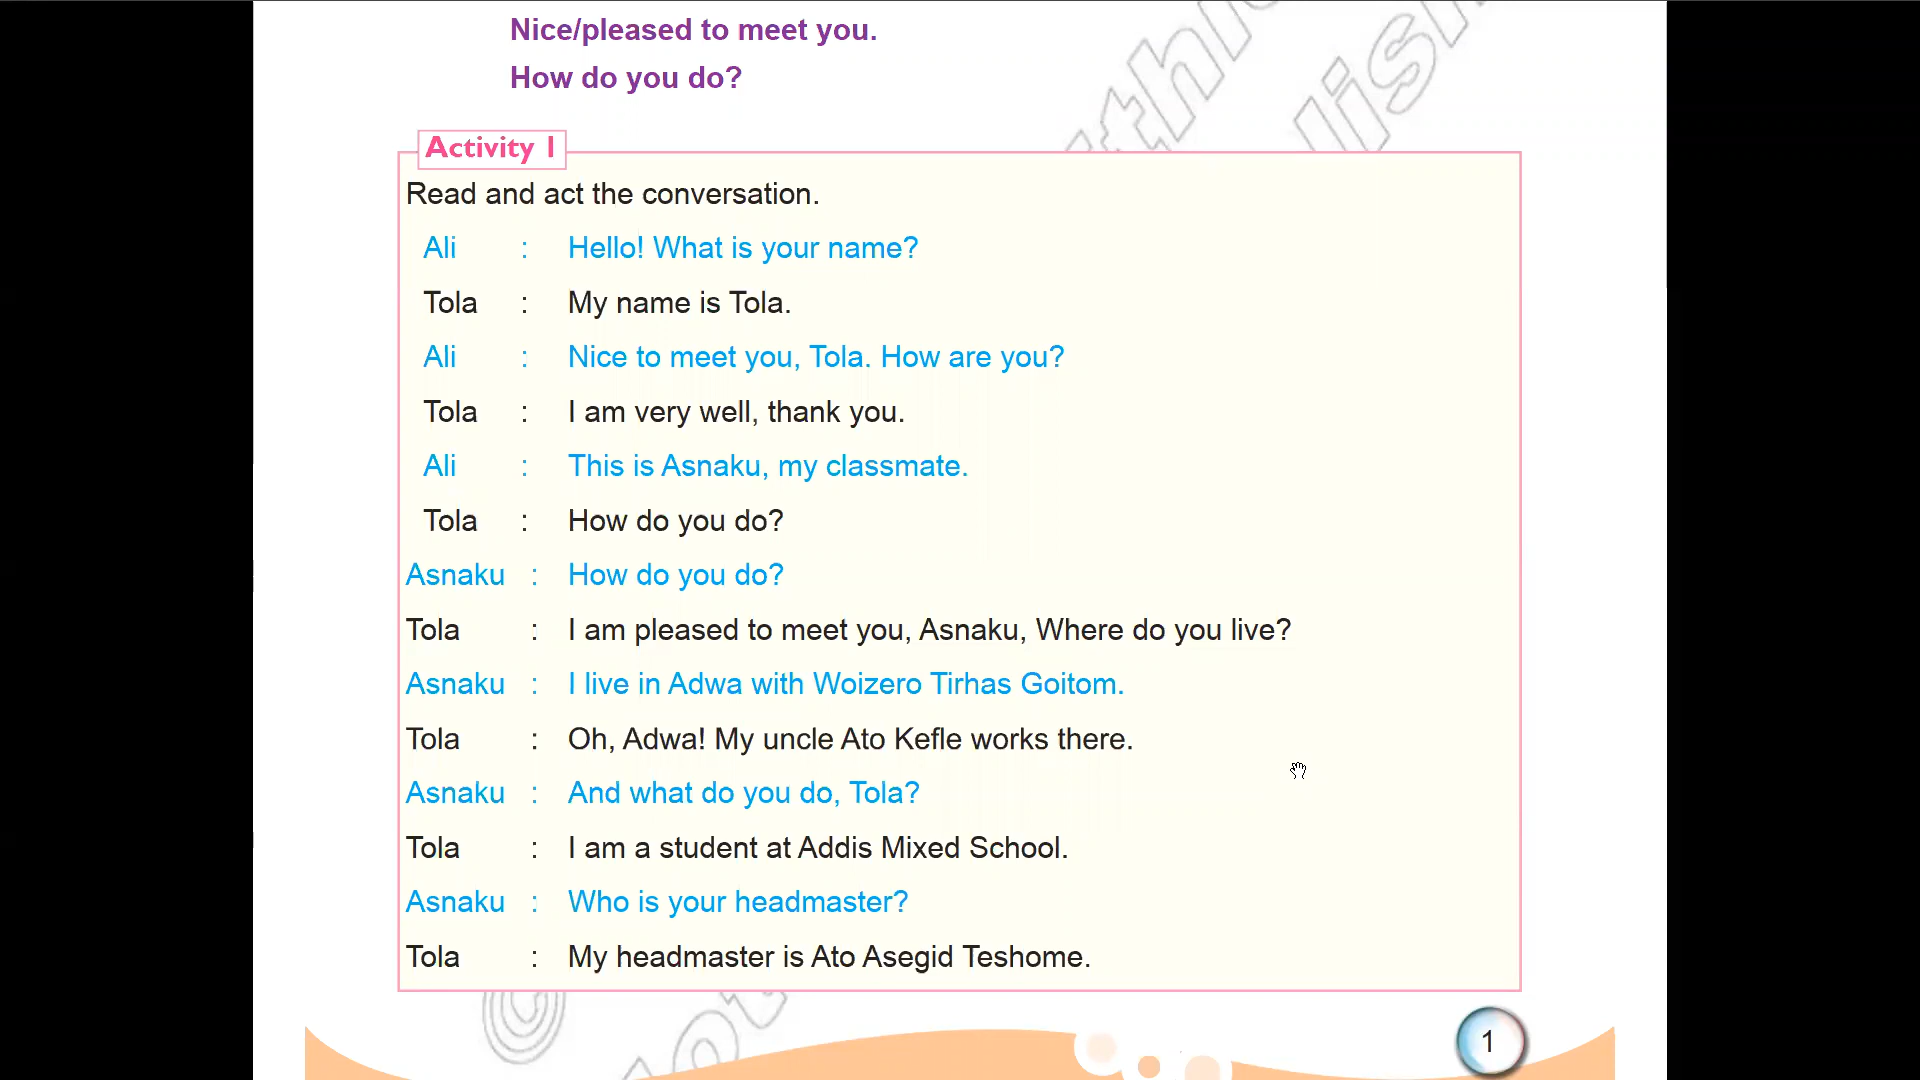 Nice/pleased to meet you.
How do you do?
Activity 1
Read and act the conversation.
Ali : Hello! What is your name?
Tola : My name is Tola.
Ali : Nice to meet you, Tola. How are you?
Tola : I am very well, thank you.
Ali : This is Asnaku, my classmate.
Tola : How do you do?
Asnaku : How do you do?
Tola : I am pleased to meet you, Asnaku, Where do you live?
Asnaku : I live in Adwa with Woizero Tirhas Goitom.
Tola : Oh, Adwa! My uncle Ato Kefle works there.
Asnaku : And what do you do, Tola?
Tola : I am a student at Addis Mixed School.
Asnaku : Who is your headmaster?
Tola : My headmaster is Ato Asegid Teshome.
1